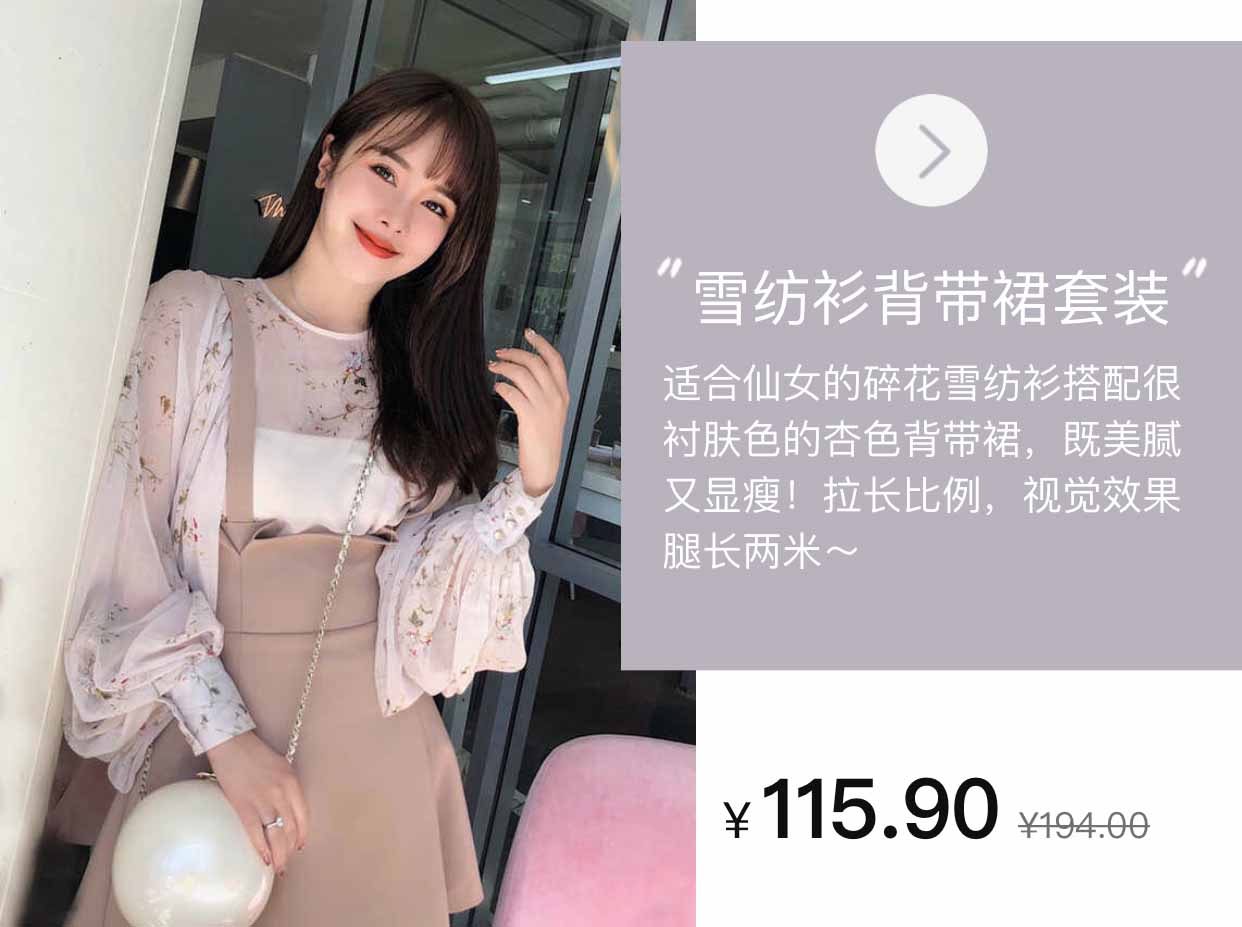 雪纺衫背带裙套装
适合仙女的碎花雪纺衫搭配很
衬肤色的杏色背带裙，既美腻
又显瘦！拉长比例，视觉效果
腿长两米～
¥115.90 ¥194.00